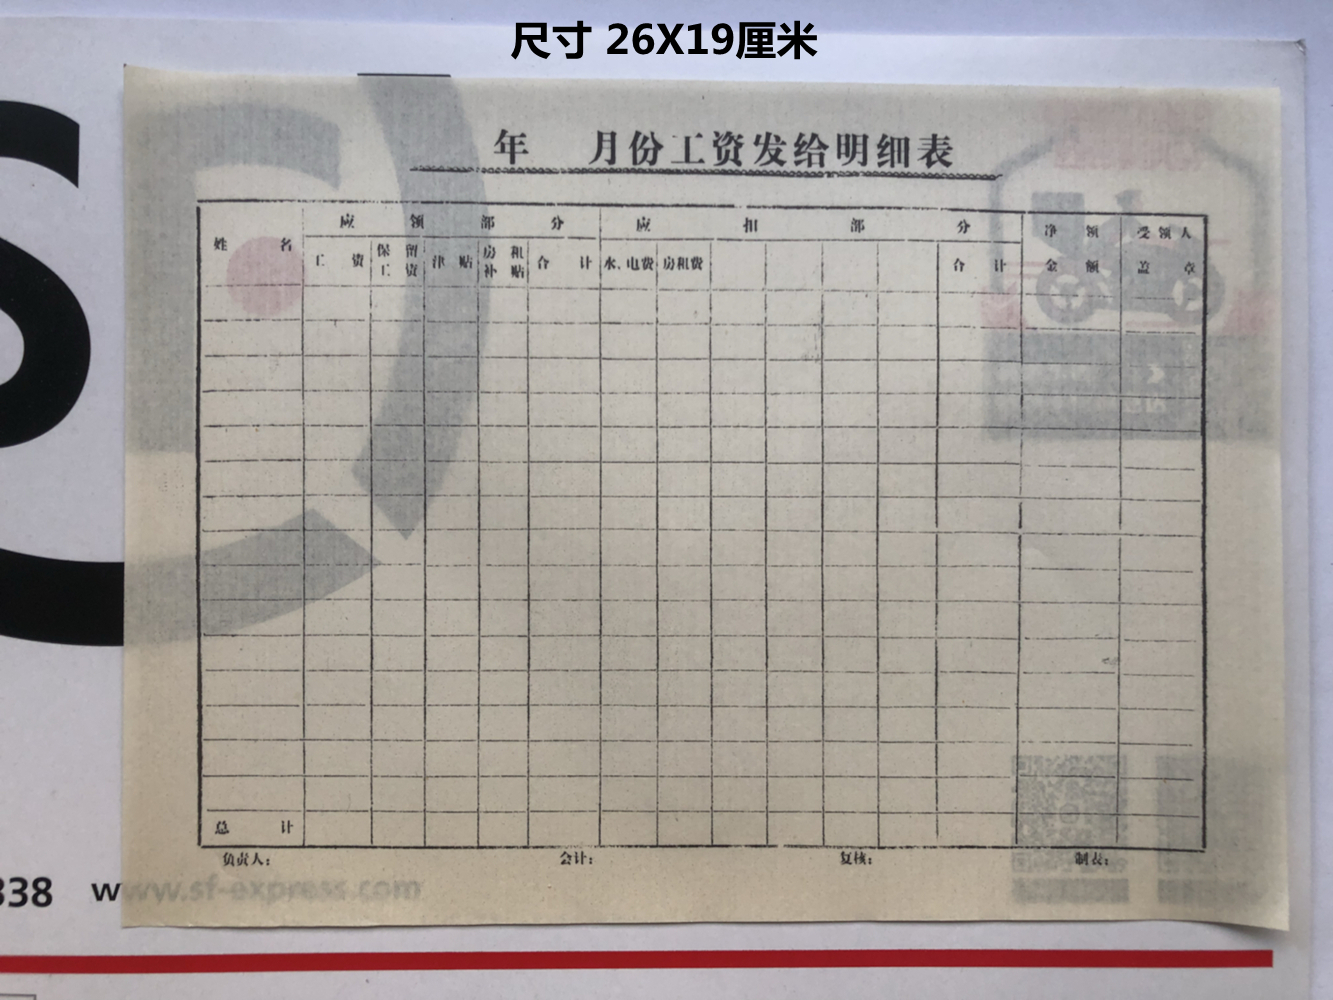 尺寸 26X19厘米
年 月份工资发给明细表
姓名 应领部分 应扣部分 净领金额 受领人盖章
工资 保留工资 津贴 房租补贴 合计 水、电费 房租费 合计
总计
负责人： 会计： 复核： 制表：
338 www.sf-express.com